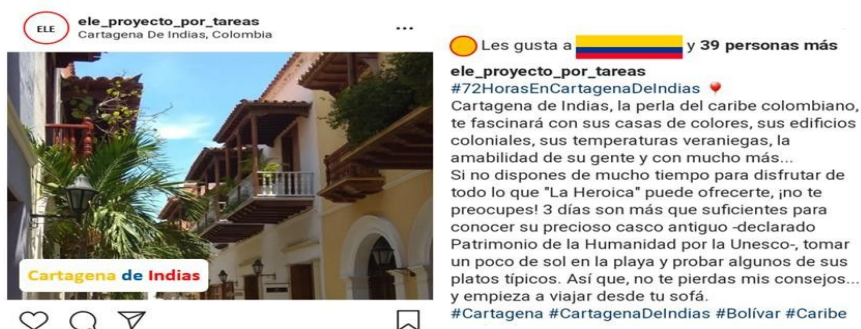 ELE
ele_proyecto_por_tareas
Cartagena De Indias, Colombia
Cartagena de Indias
Les gusta a y 39 personas más
ele_proyecto_por_tareas
#72HorasEnCartagenaDeIndias
Cartagena de Indias, la perla del caribe colombiano,
te fascinará con sus casas de colores, sus edificios
coloniales, sus temperaturas veraniegas, la
amabilidad de su gente y con mucho más...
Si no dispones de mucho tiempo para disfrutar de
todo lo que "La Heroica" puede ofrecerte, ¡no te
preocupes! 3 días son más que suficientes para
conocer su precioso casco antiguo -declarado
Patrimonio de la Humanidad por la Unesco-, tomar
un poco de sol en la playa y probar algunos de sus
platos típicos. Así que, no te pierdas mis consejos...
y empieza a viajar desde tu sofá.
#Cartagena #CartagenaDeIndias #Bolívar #Caribe